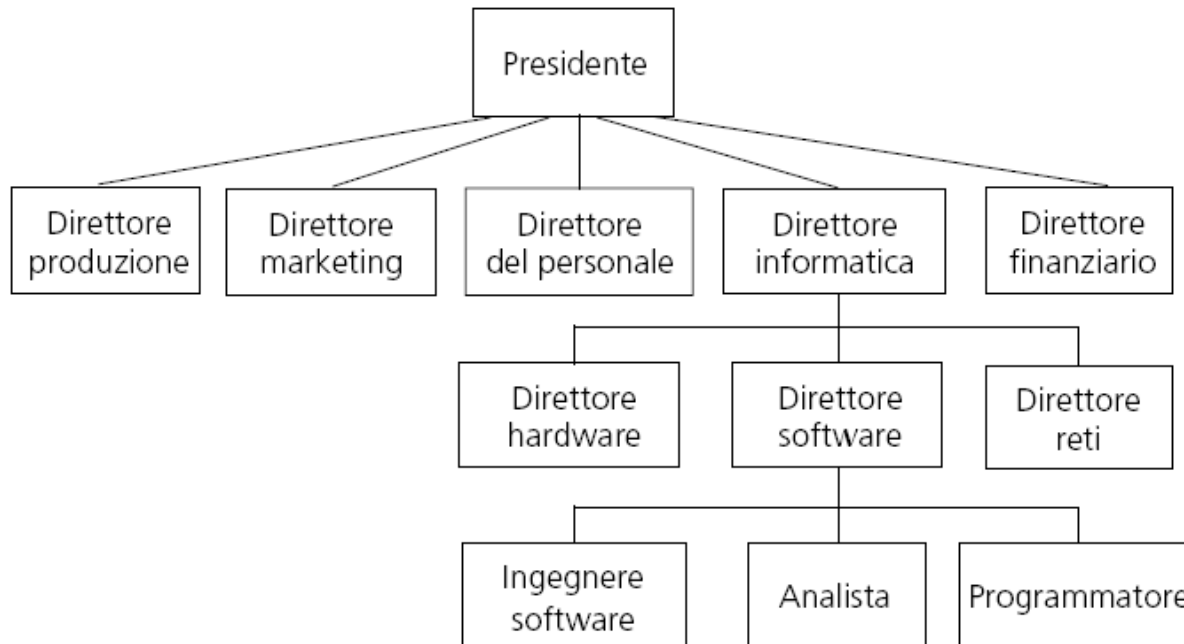 Presidente
Direttore
produzione
Direttore
marketing
Direttore
del personale
Direttore
informatica
Direttore
finanziario
Direttore
hardware
Direttore
software
Direttore
reti
Ingegnere
software
Analista
Programmatore